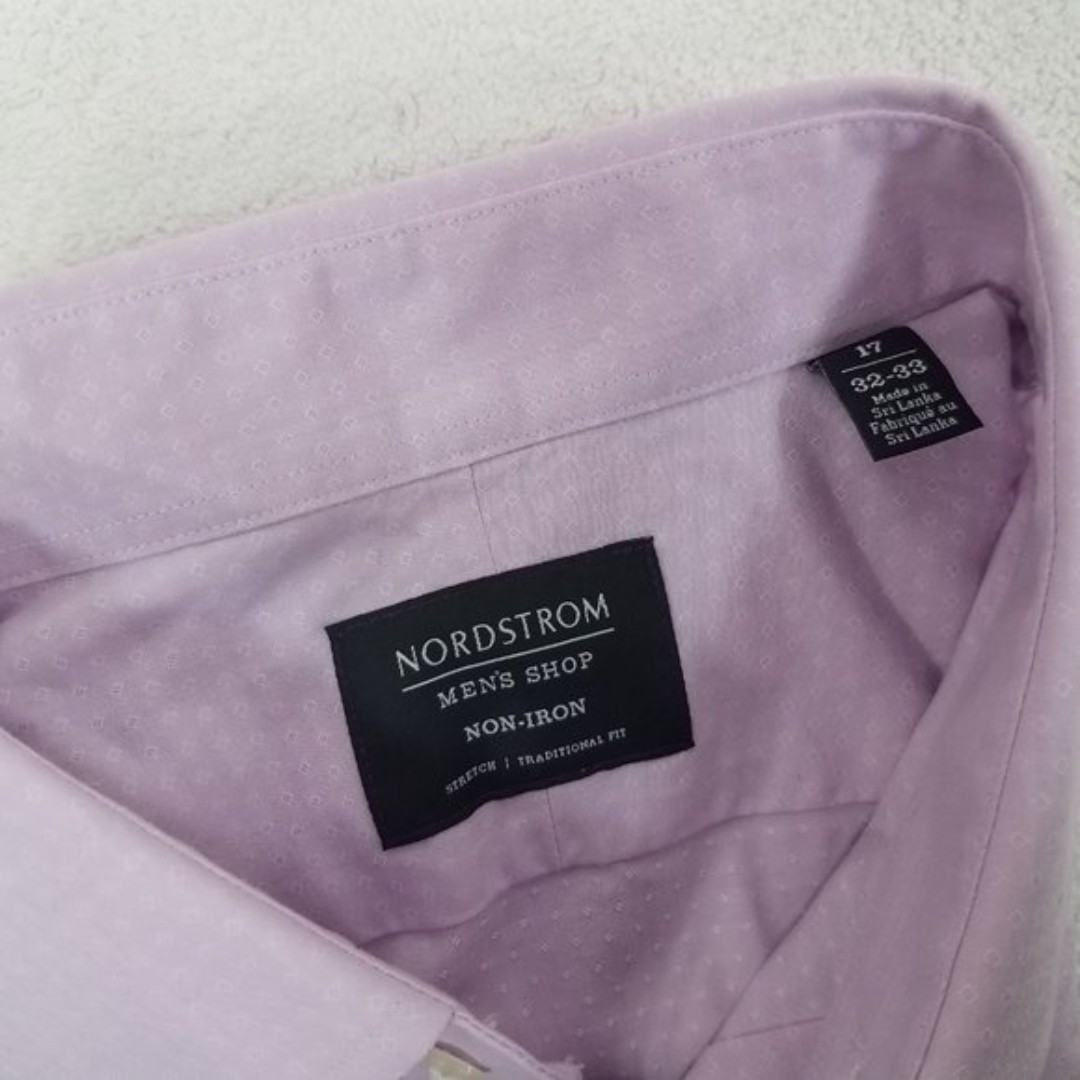 17
32-33
Made in
Sri Lanka
Fabriqué au
Sri Lanka
NORDSTROM
MEN'S SHOP
NON-IRON
STRETCH | TRADITIONAL FIT